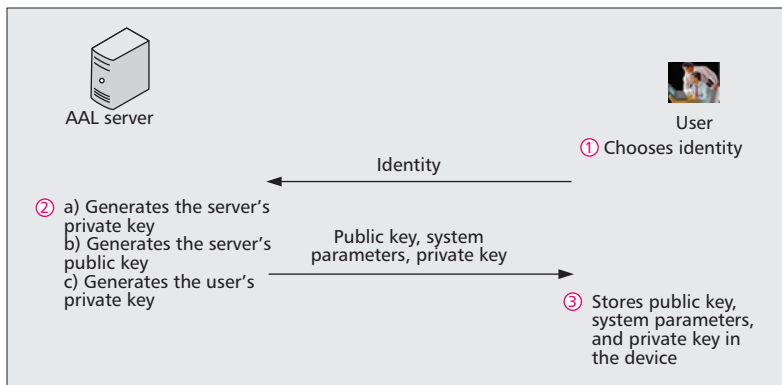 AAL server
User
① Chooses identity
Identity
② a) Generates the server's
private key
b) Generates the server's
public key
c) Generates the user's
private key
Public key, system
parameters, private key
③ Stores public key,
system parameters,
and private key in
the device